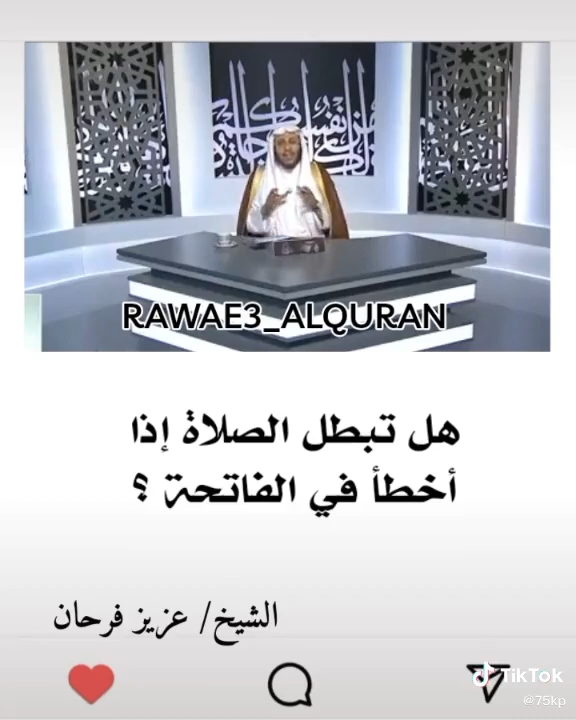 RAWAE3_ALQURAN
هل تبطل الصلاة إذا
أخطأ في الفاتحة ؟
الشيخ/ عزيز فرحان
TikTok
@75kp